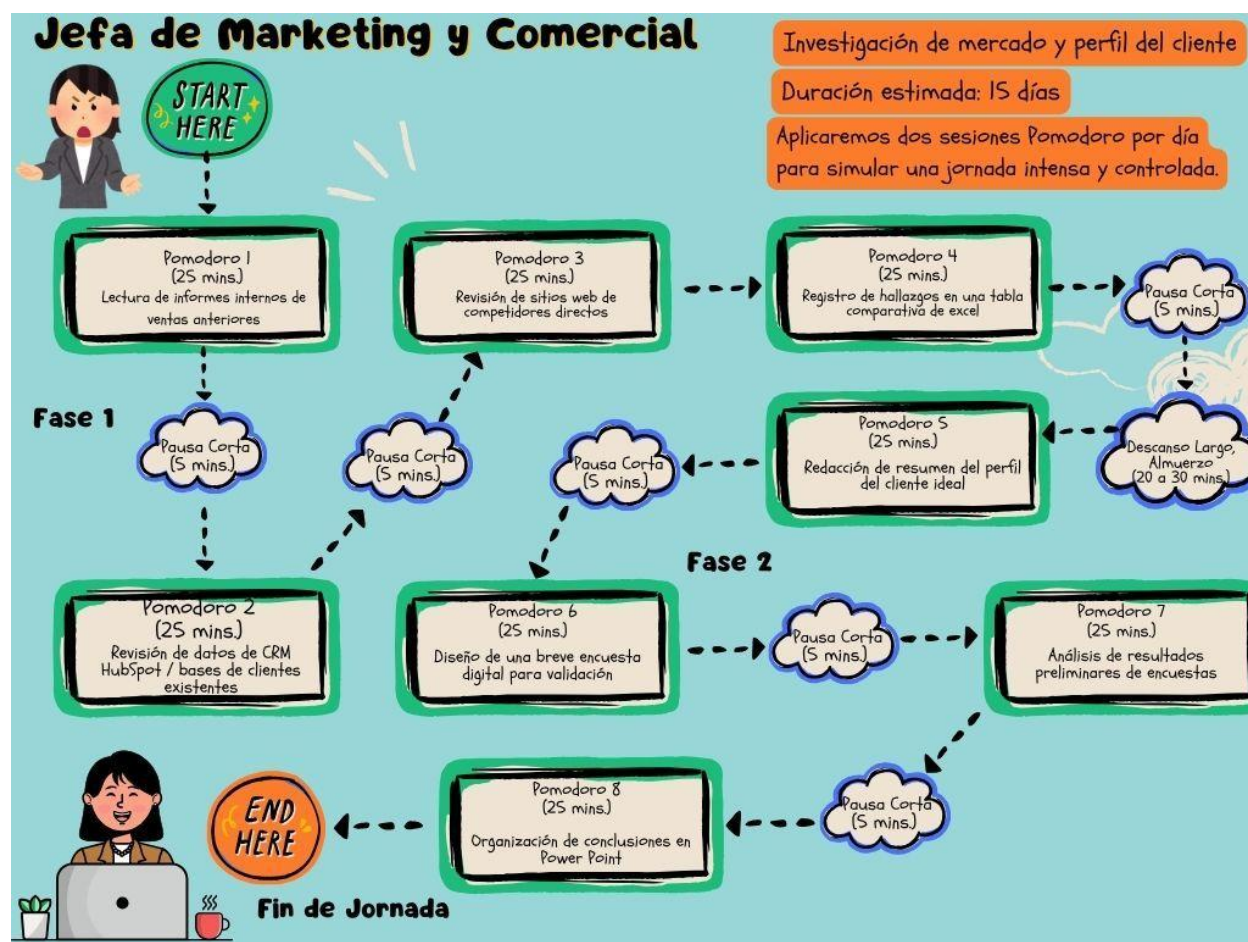 Jefa de Marketing y Comercial
Investigación de mercado y perfil del cliente
Duración estimada: 15 días
Aplicaremos dos sesiones Pomodoro por día
para simular una jornada intensa y controlada.
START
HERE
Pomodoro 1
(25 mins.)
Lectura de informes internos de
ventas anteriores
Fase 1
Pausa Corta
(5 mins.)
Pomodoro 2
(25 mins.)
Revisión de datos de CRM
HubSpot / bases de clientes
existentes
Pausa Corta
(5 mins.)
Pomodoro 3
(25 mins.)
Revisión de sitios web de
competidores directos
Pomodoro 4
(25 mins.)
Registro de hallazgos en una tabla
comparativa de excel
Pausa Corta
(5 mins.)
Descanso Largo,
Almuerzo
(20 a 30 mins.)
Pomodoro 5
(25 mins.)
Redacción de resumen del perfil
del cliente ideal
Pausa Corta
(5 mins.)
Fase 2
Pomodoro 6
(25 mins.)
Diseño de una breve encuesta
digital para validación
Pausa Corta
(5 mins.)
Pomodoro 7
(25 mins.)
Análisis de resultados
preliminares de encuestas
Pausa Corta
(5 mins.)
Pomodoro 8
(25 mins.)
Organización de conclusiones en
Power Point
END
HERE
Fin de Jornada